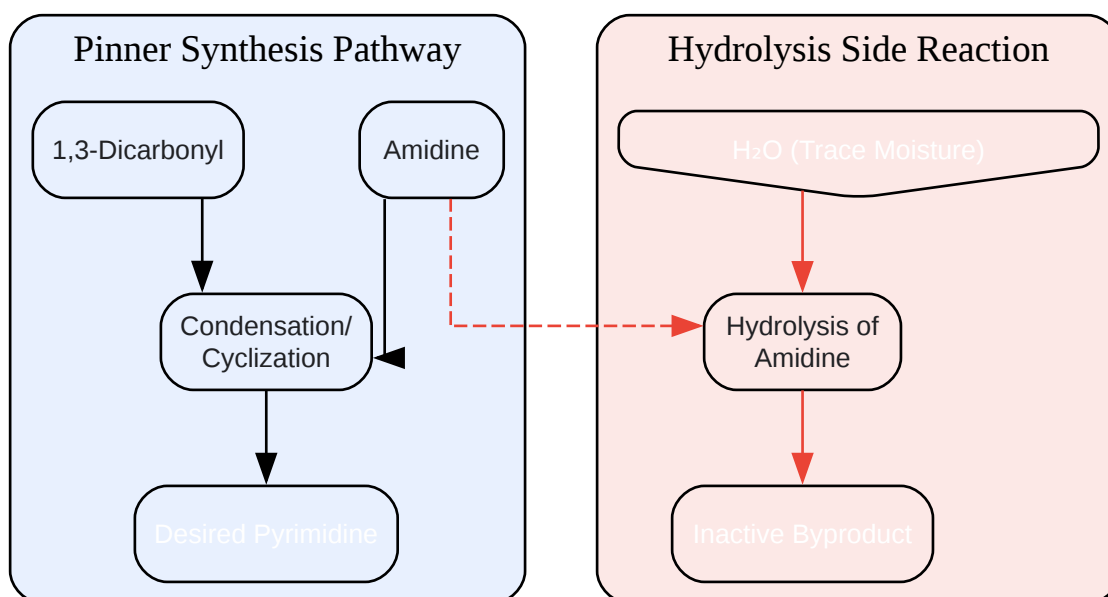 Pinner Synthesis Pathway
1,3-Dicarbonyl
Amidine
Condensation/
Cyclization
Desired Pyrimidine
Hydrolysis Side Reaction
H₂O (Trace Moisture)
Hydrolysis of
Amidine
Inactive Byproduct